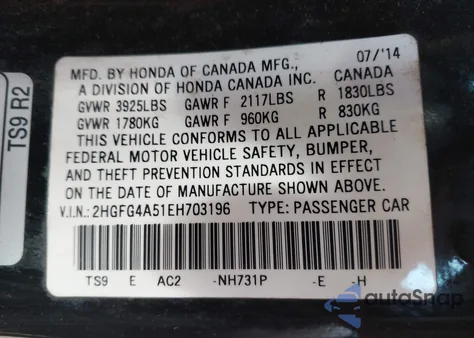 07/'14
MFD. BY HONDA OF CANADA MFG.,
A DIVISION OF HONDA CANADA INC. CANADA
GVWR 3925LBS GAWR F 2117LBS R 1830LBS
GVWR 1780KG GAWR F 960KG R 830KG
THIS VEHICLE CONFORMS TO ALL APPLICABLE
FEDERAL MOTOR VEHICLE SAFETY, BUMPER,
AND THEFT PREVENTION STANDARDS IN EFFECT
ON THE DATE OF MANUFACTURE SHOWN ABOVE.
V.I.N.: 2HGFG4A51EH703196 TYPE: PASSENGER CAR
TS9 E AC2 -NH731P -E -H
TS9 R2
autoSnap